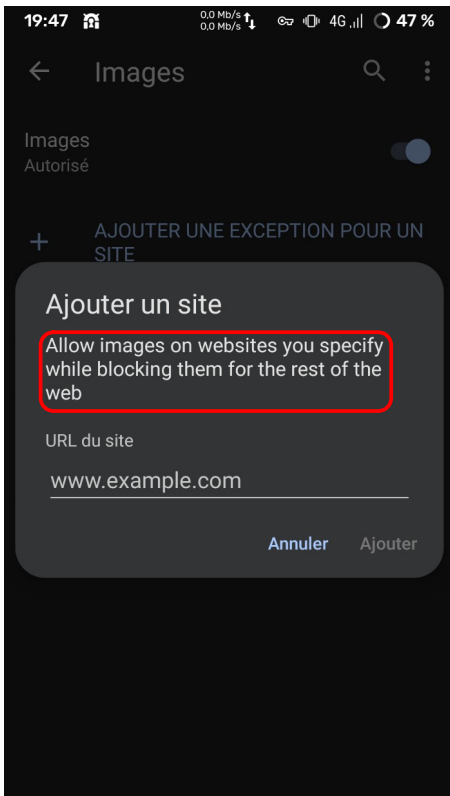 19:47 0,0 Mb/s 4G 47 %
0,0 Mb/s
Images
Images
Autorisé
AJOUTER UNE EXCEPTION POUR UN
SITE
Ajouter un site
Allow images on websites you specify
while blocking them for the rest of the
web
URL du site
www.example.com
Annuler Ajouter